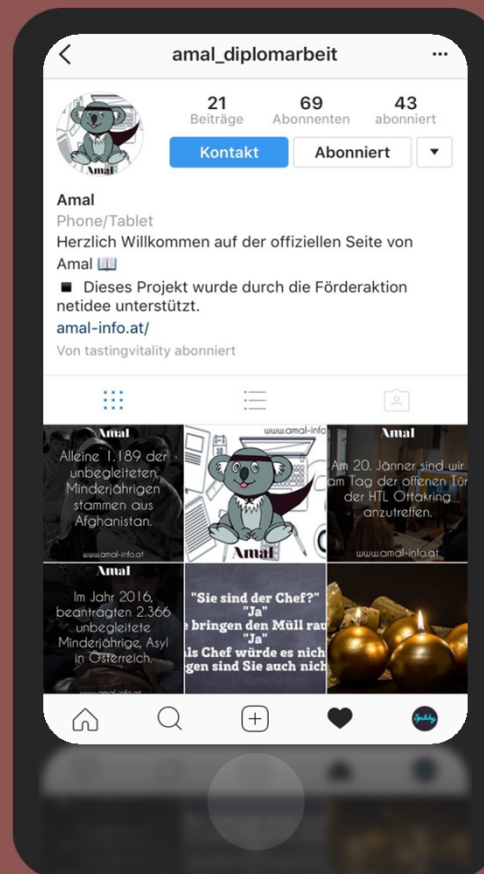 amal_diplomarbeit
21
69
43
Beiträge
Abonnenten
abonniert
Kontakt
Abonniert
Amal
Amal
Phone/Tablet
Herzlich Willkommen auf der offiziellen Seite von
Amal
Dieses Projekt wurde durch die Förderaktion
netidee unterstützt.
amal-info.at/
Von tastingvitality abonniert
Amal
Alleine 1.189 der
unbegleiteten
Minderjährigen
stammen aus
Afghanistan.
www.amal-info.at
www.amal-info
Amal
Amal
Am 20. Jänner sind wir
am Tag der offenen Tür
der HTL Ottakring
anzutreffen.
www.amal-info.at
Amal
Im Jahr 2016,
beantragten 2.366
unbegleitete
Minderjährige, Asyl
in Österreich.
www.amal-info.at
"Sie sind der Chef?"
"Ja"
e bringen den Müll rau
"Ja"
als Chef würde es nich
gen sind Sie auch nich